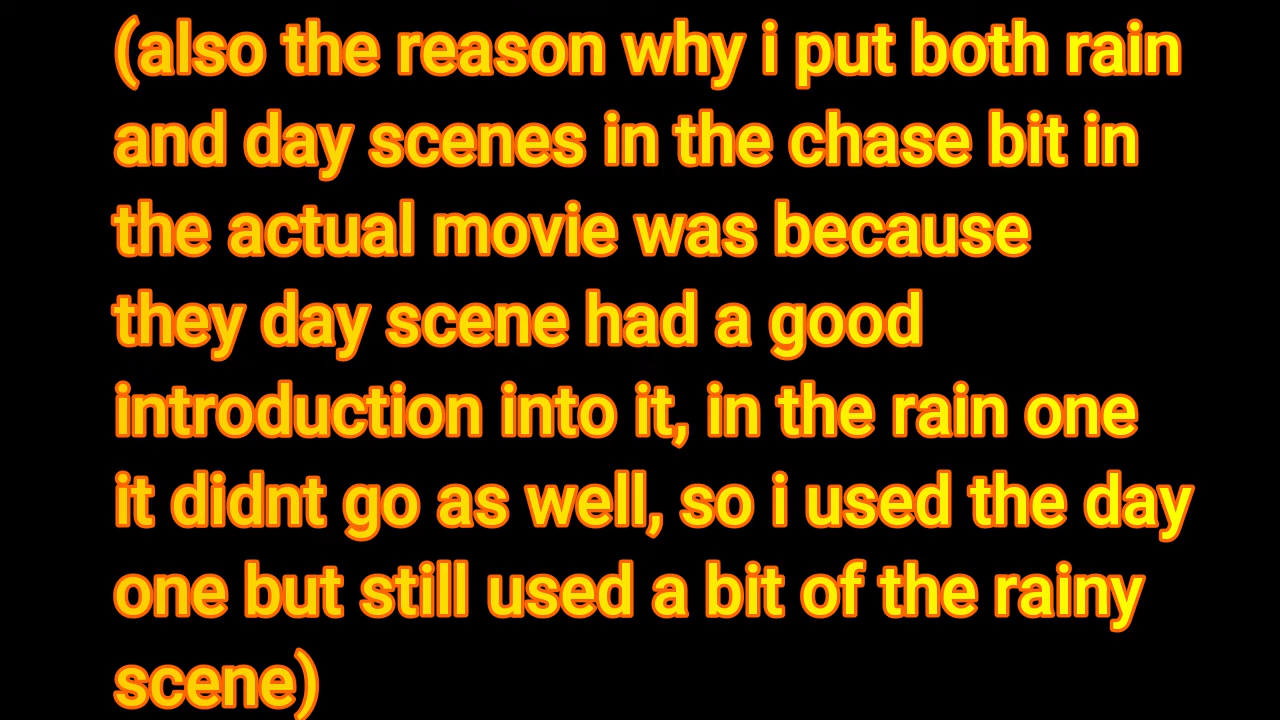 (also the reason why i put both rain
and day scenes in the chase bit in
the actual movie was because
they day scene had a good
introduction into it, in the rain one
it didnt go as well, so i used the day
one but still used a bit of the rainy
scene)